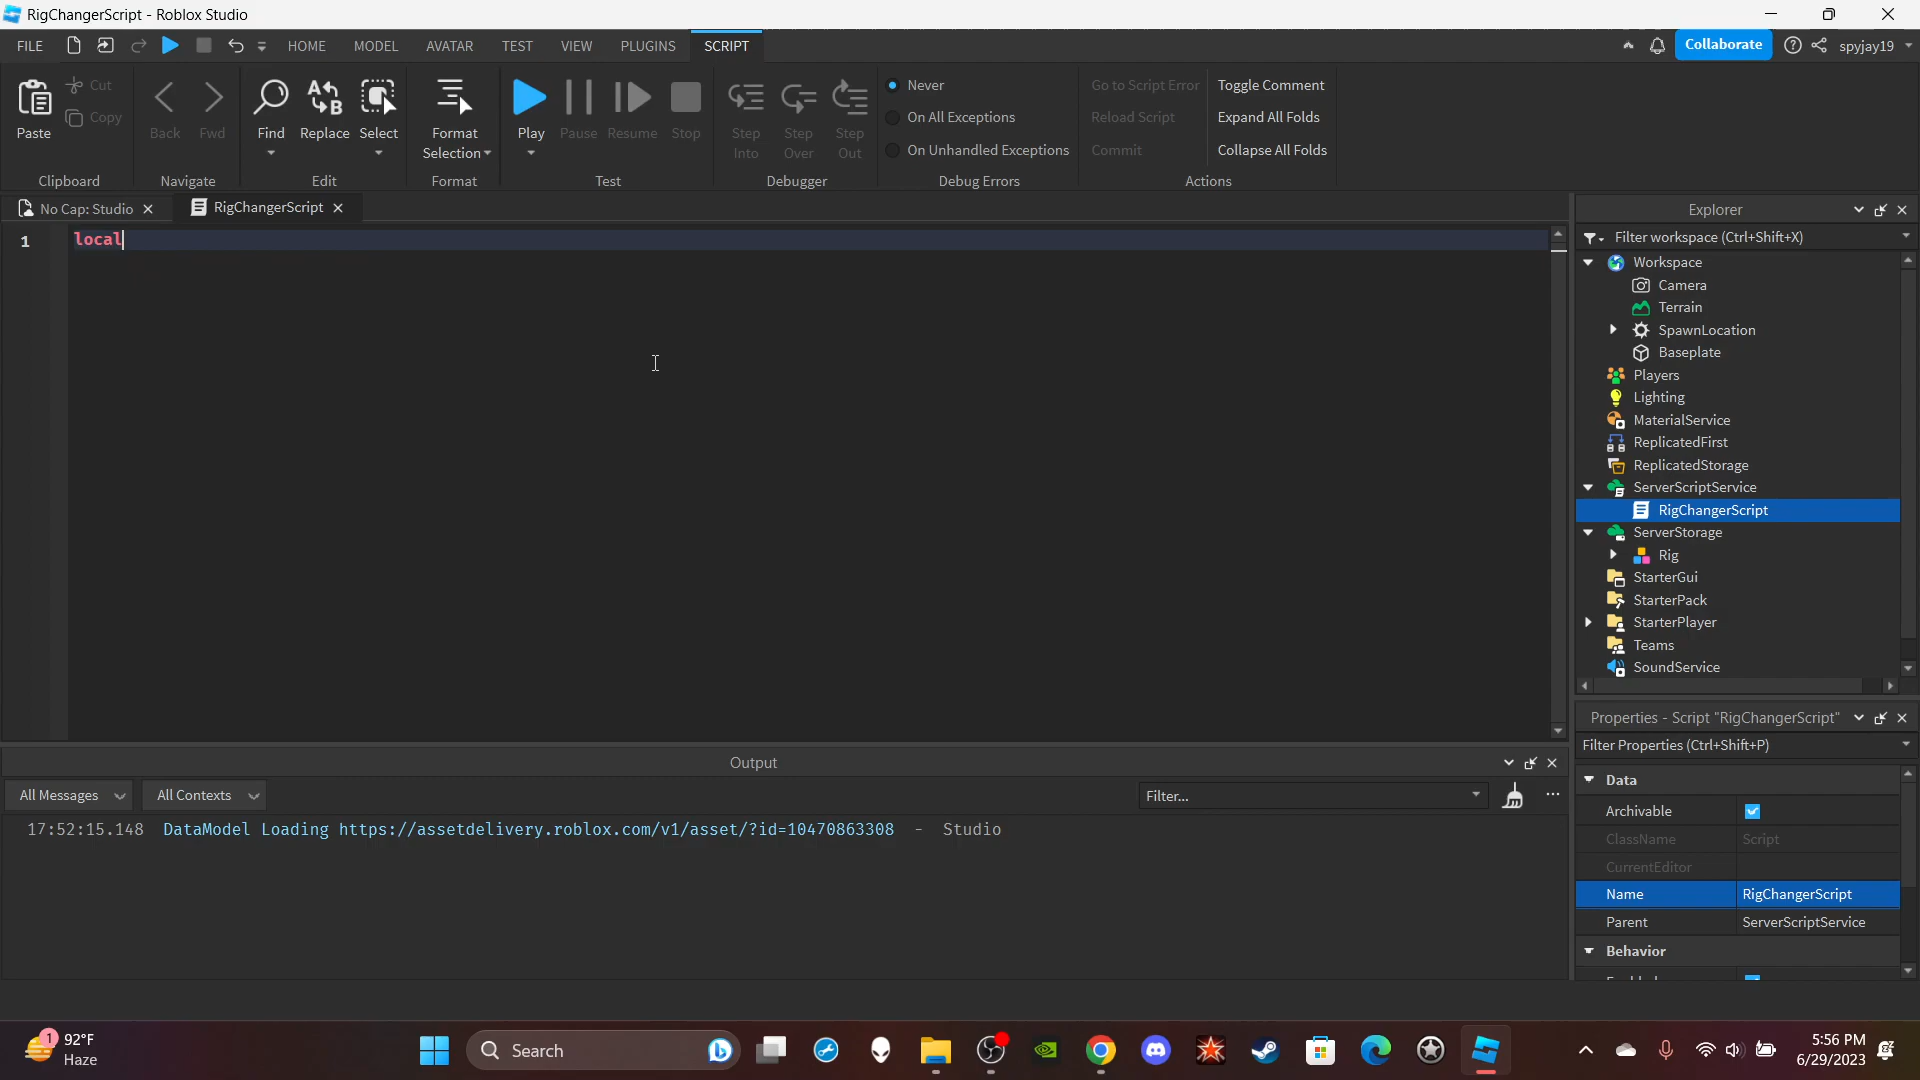 RigChangerScript - Roblox Studio
FILE
HOME
MODEL
AVATAR
TEST
VIEW
PLUGINS
SCRIPT
Collaborate
spyjay19
Paste
Cut
Copy
Clipboard
Back
Fwd
Navigate
Find
Replace
Select
Edit
Format
Selection
Format
Play
Pause
Resume
Stop
Test
Step
Into
Step
Over
Step
Out
Debugger
Never
On All Exceptions
On Unhandled Exceptions
Debug Errors
Go to Script Error
Reload Script
Commit
Toggle Comment
Expand All Folds
Collapse All Folds
Actions
No Cap: Studio
RigChangerScript
1 local
Explorer
Filter workspace (Ctrl+Shift+X)
Workspace
Camera
Terrain
SpawnLocation
Baseplate
Players
Lighting
MaterialService
ReplicatedFirst
ReplicatedStorage
ServerScriptService
RigChangerScript
ServerStorage
Rig
StarterGui
StarterPack
StarterPlayer
Teams
SoundService
Properties - Script "RigChangerScript"
Filter Properties (Ctrl+Shift+P)
Data
Archivable
ClassName Script
CurrentEditor
Name RigChangerScript
Parent ServerScriptService
Behavior
Output
All Messages
All Contexts
Filter...
17:52:15.148 DataModel Loading https://assetdelivery.roblox.com/v1/asset/?id=10470863308 - Studio
1
92°F
Haze
Search
5:56 PM
6/29/2023